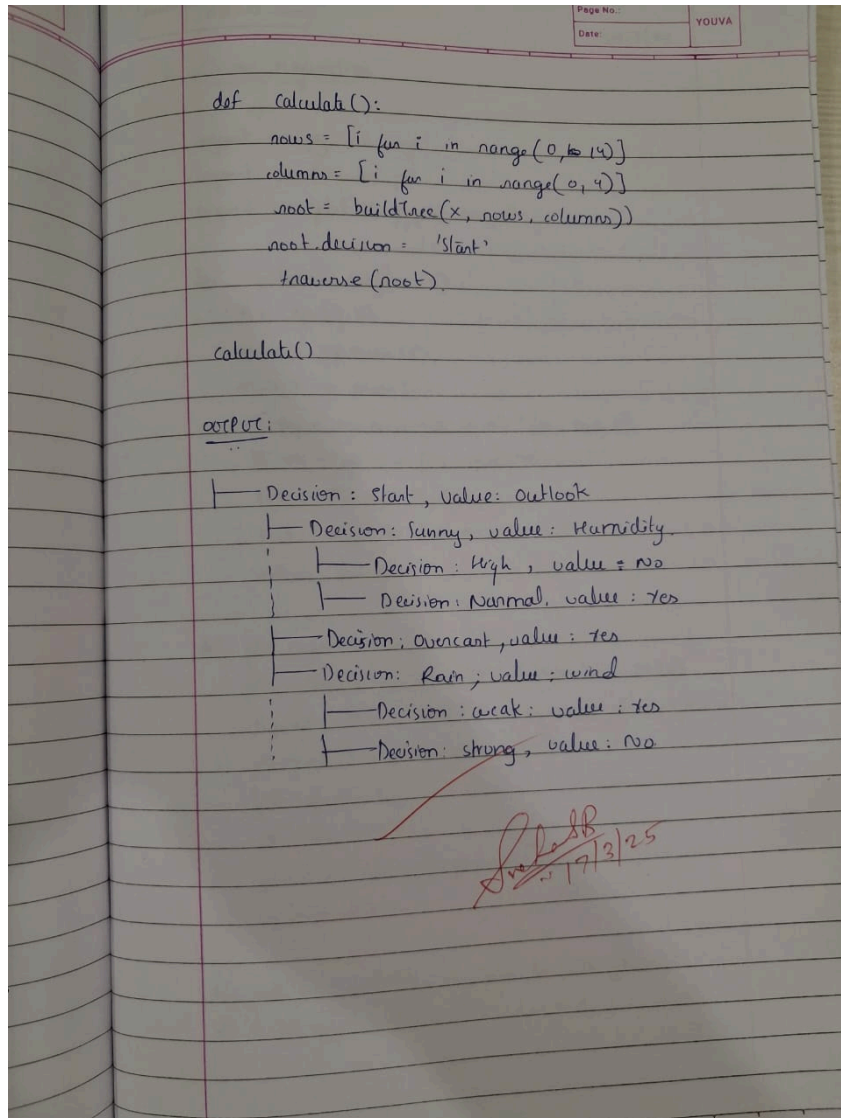 Page No.:
Date:
YOUVA
def calculate():
rows = [i for i in range(0, 14)]
columns = [i for i in range(0, 4)]
root = buildTree(x, rows, columns))
root.decision = 'Start'
traverse(root)
calculate()
OUTPUT:
Decision : Start, value: Outlook
Decision: Sunny, value: Humidity.
Decision : High, value = No
Decision : Normal. value : Yes
Decision : Overcast, value : Yes
Decision: Rain ; value : wind
Decision : weak : value : Yes
Decision: strong, value : No
17/3/25